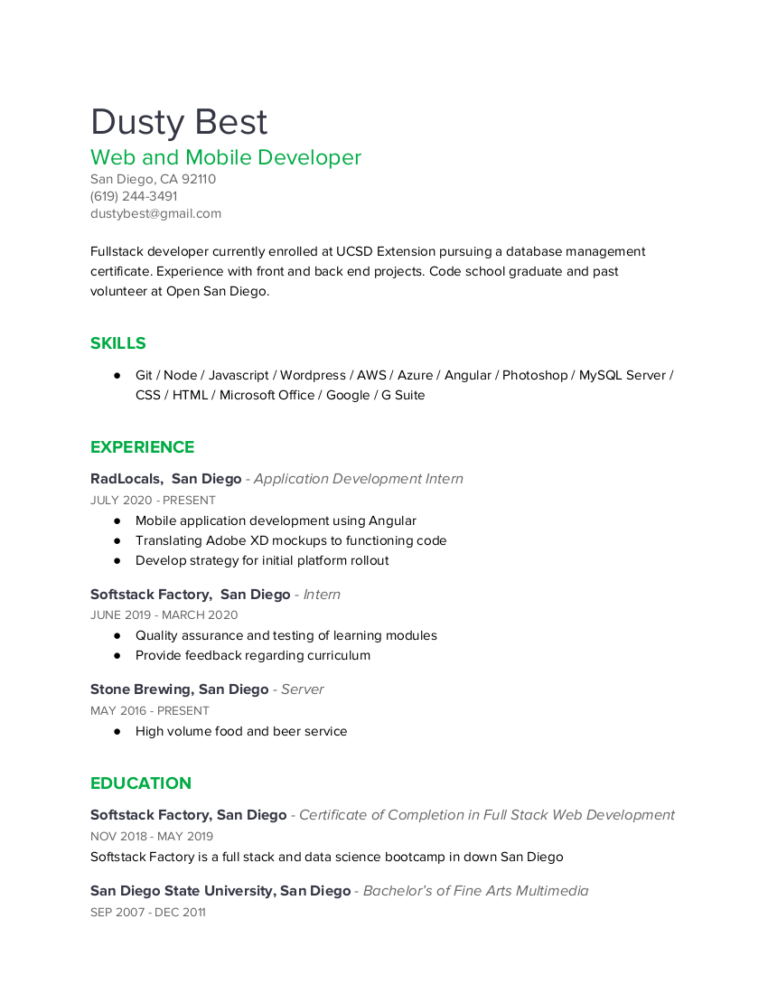 Dusty Best
Web and Mobile Developer
San Diego, CA 92110
(619) 244-3491
dustybest@gmail.com
Fullstack developer currently enrolled at UCSD Extension pursuing a database management
certificate. Experience with front and back end projects. Code school graduate and past
volunteer at Open San Diego.
SKILLS
● Git / Node / Javascript / Wordpress / AWS / Azure / Angular / Photoshop / MySQL Server /
CSS / HTML / Microsoft Office / Google / G Suite
EXPERIENCE
RadLocals,  San Diego - Application Development Intern
JULY 2020 - PRESENT
● Mobile application development using Angular
● Translating Adobe XD mockups to functioning code
● Develop strategy for initial platform rollout
Softstack Factory,  San Diego - Intern
JUNE 2019 - MARCH 2020
● Quality assurance and testing of learning modules
● Provide feedback regarding curriculum
Stone Brewing, San Diego - Server
MAY 2016 - PRESENT
● High volume food and beer service
EDUCATION
Softstack Factory, San Diego - Certificate of Completion in Full Stack Web Development
NOV 2018 - MAY 2019
Softstack Factory is a full stack and data science bootcamp in down San Diego
San Diego State University, San Diego - Bachelor's of Fine Arts Multimedia
SEP 2007 - DEC 2011